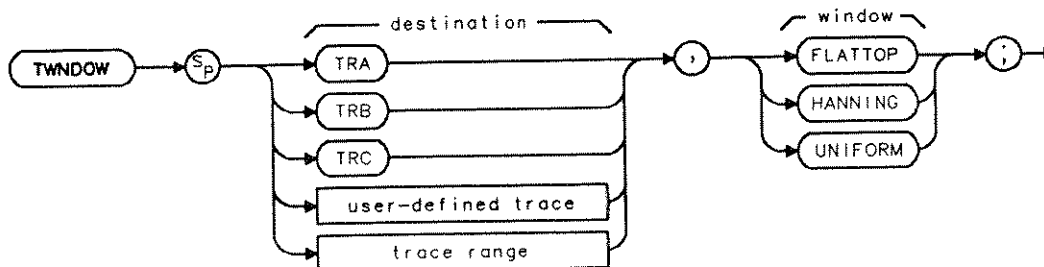 destination
window
TWNDOW
SP
TRA
,
FLATTOP
;
TRB
HANNING
TRC
UNIFORM
user-defined trace
trace range